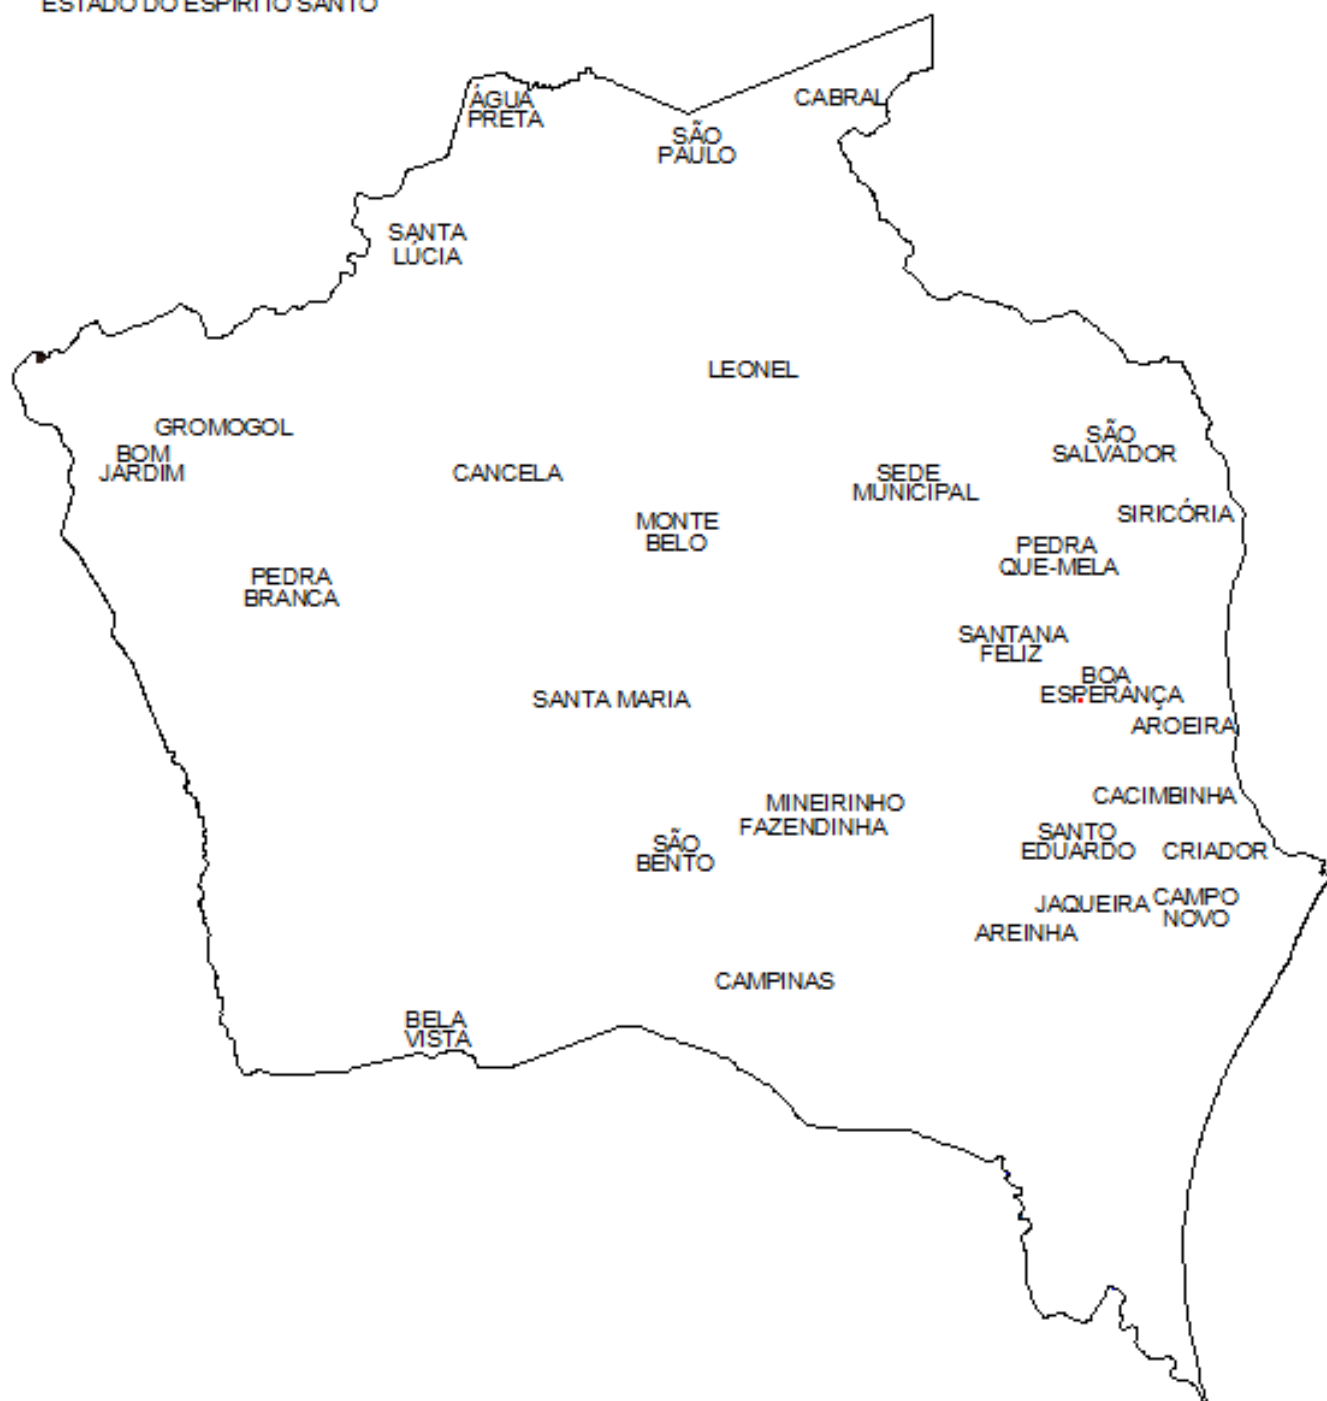 ESTADO DO ESPÍRITO SANTO
ÁGUA
PRETA
CABRAL
SÃO
PAULO
SANTA
LÚCIA
LEONEL
GROMOGOL
BOM
JARDIM
CANCELA
SÃO
SALVADOR
SEDE
MUNICIPAL
SIRICÓRIA
MONTE
BELO
PEDRA
QUE-MELA
PEDRA
BRANCA
SANTANA
FELIZ
BOA
ESPERANÇA
SANTA MARIA
AROEIRA
CACIMBINHA
MINEIRINHO
FAZENDINHA
SÃO
BENTO
SANTO
EDUARDO
CRIADOR
JAQUEIRA
CAMPO
NOVO
AREINHA
CAMPINAS
BELA
VISTA